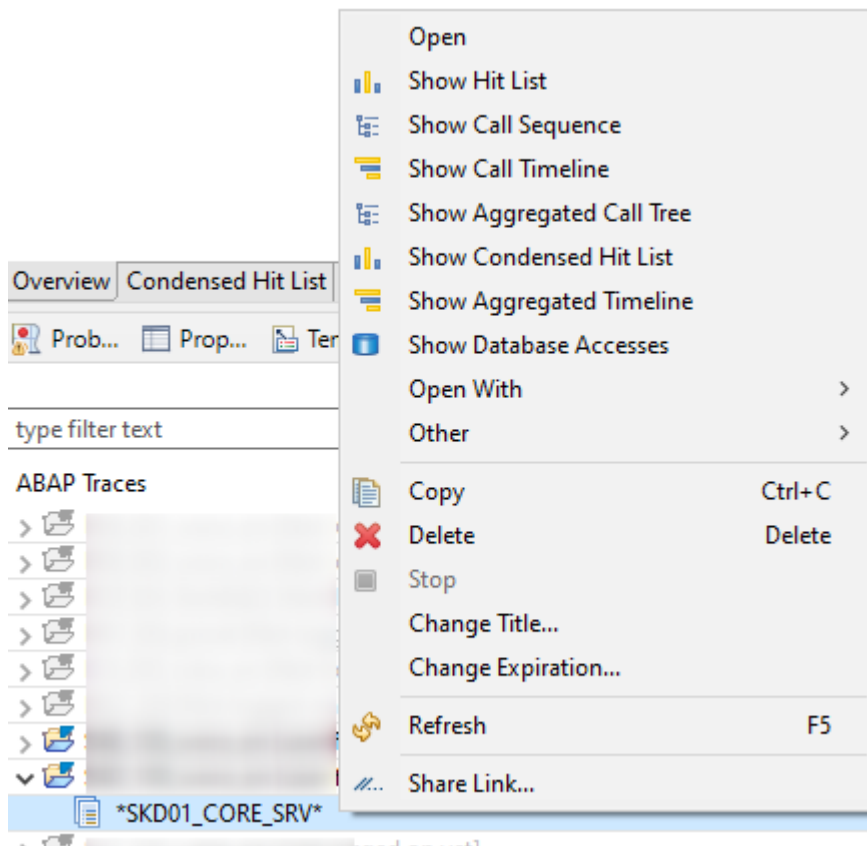 Open
Show Hit List
Show Call Sequence
Show Call Timeline
Show Aggregated Call Tree
Show Condensed Hit List
Show Aggregated Timeline
Show Database Accesses
Open With
Other
Copy Ctrl+C
Delete Delete
Stop
Change Title...
Change Expiration...
Refresh F5
Share Link...
Overview Condensed Hit List
Prob... Prop... Ter
type filter text
ABAP Traces
*SKD01_CORE_SRV*